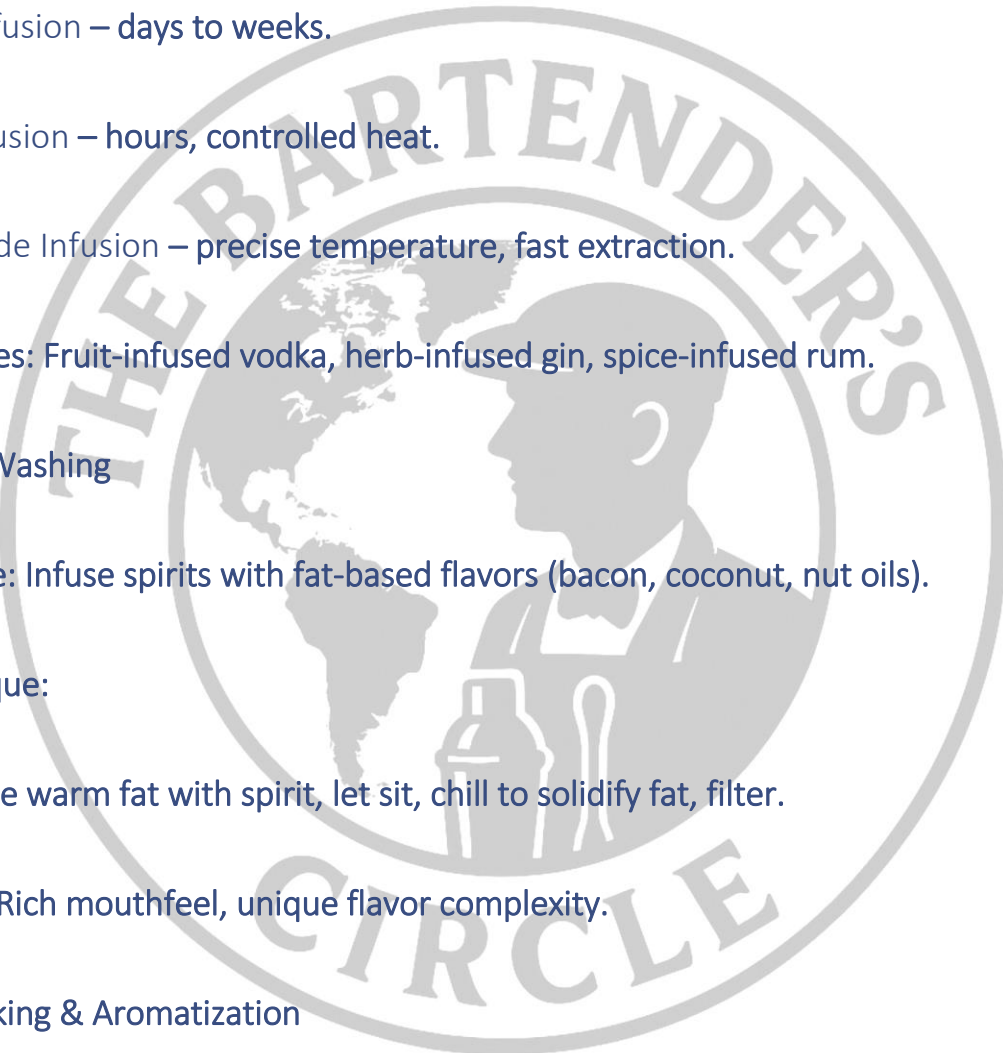 fusion – days to weeks.
usion – hours, controlled heat.
de Infusion – precise temperature, fast extraction.
es: Fruit-infused vodka, herb-infused gin, spice-infused rum.
Washing
e: Infuse spirits with fat-based flavors (bacon, coconut, nut oils).
que:
e warm fat with spirit, let sit, chill to solidify fat, filter.
Rich mouthfeel, unique flavor complexity.
king & Aromatization
THE BARTENDER'S
CIRCLE